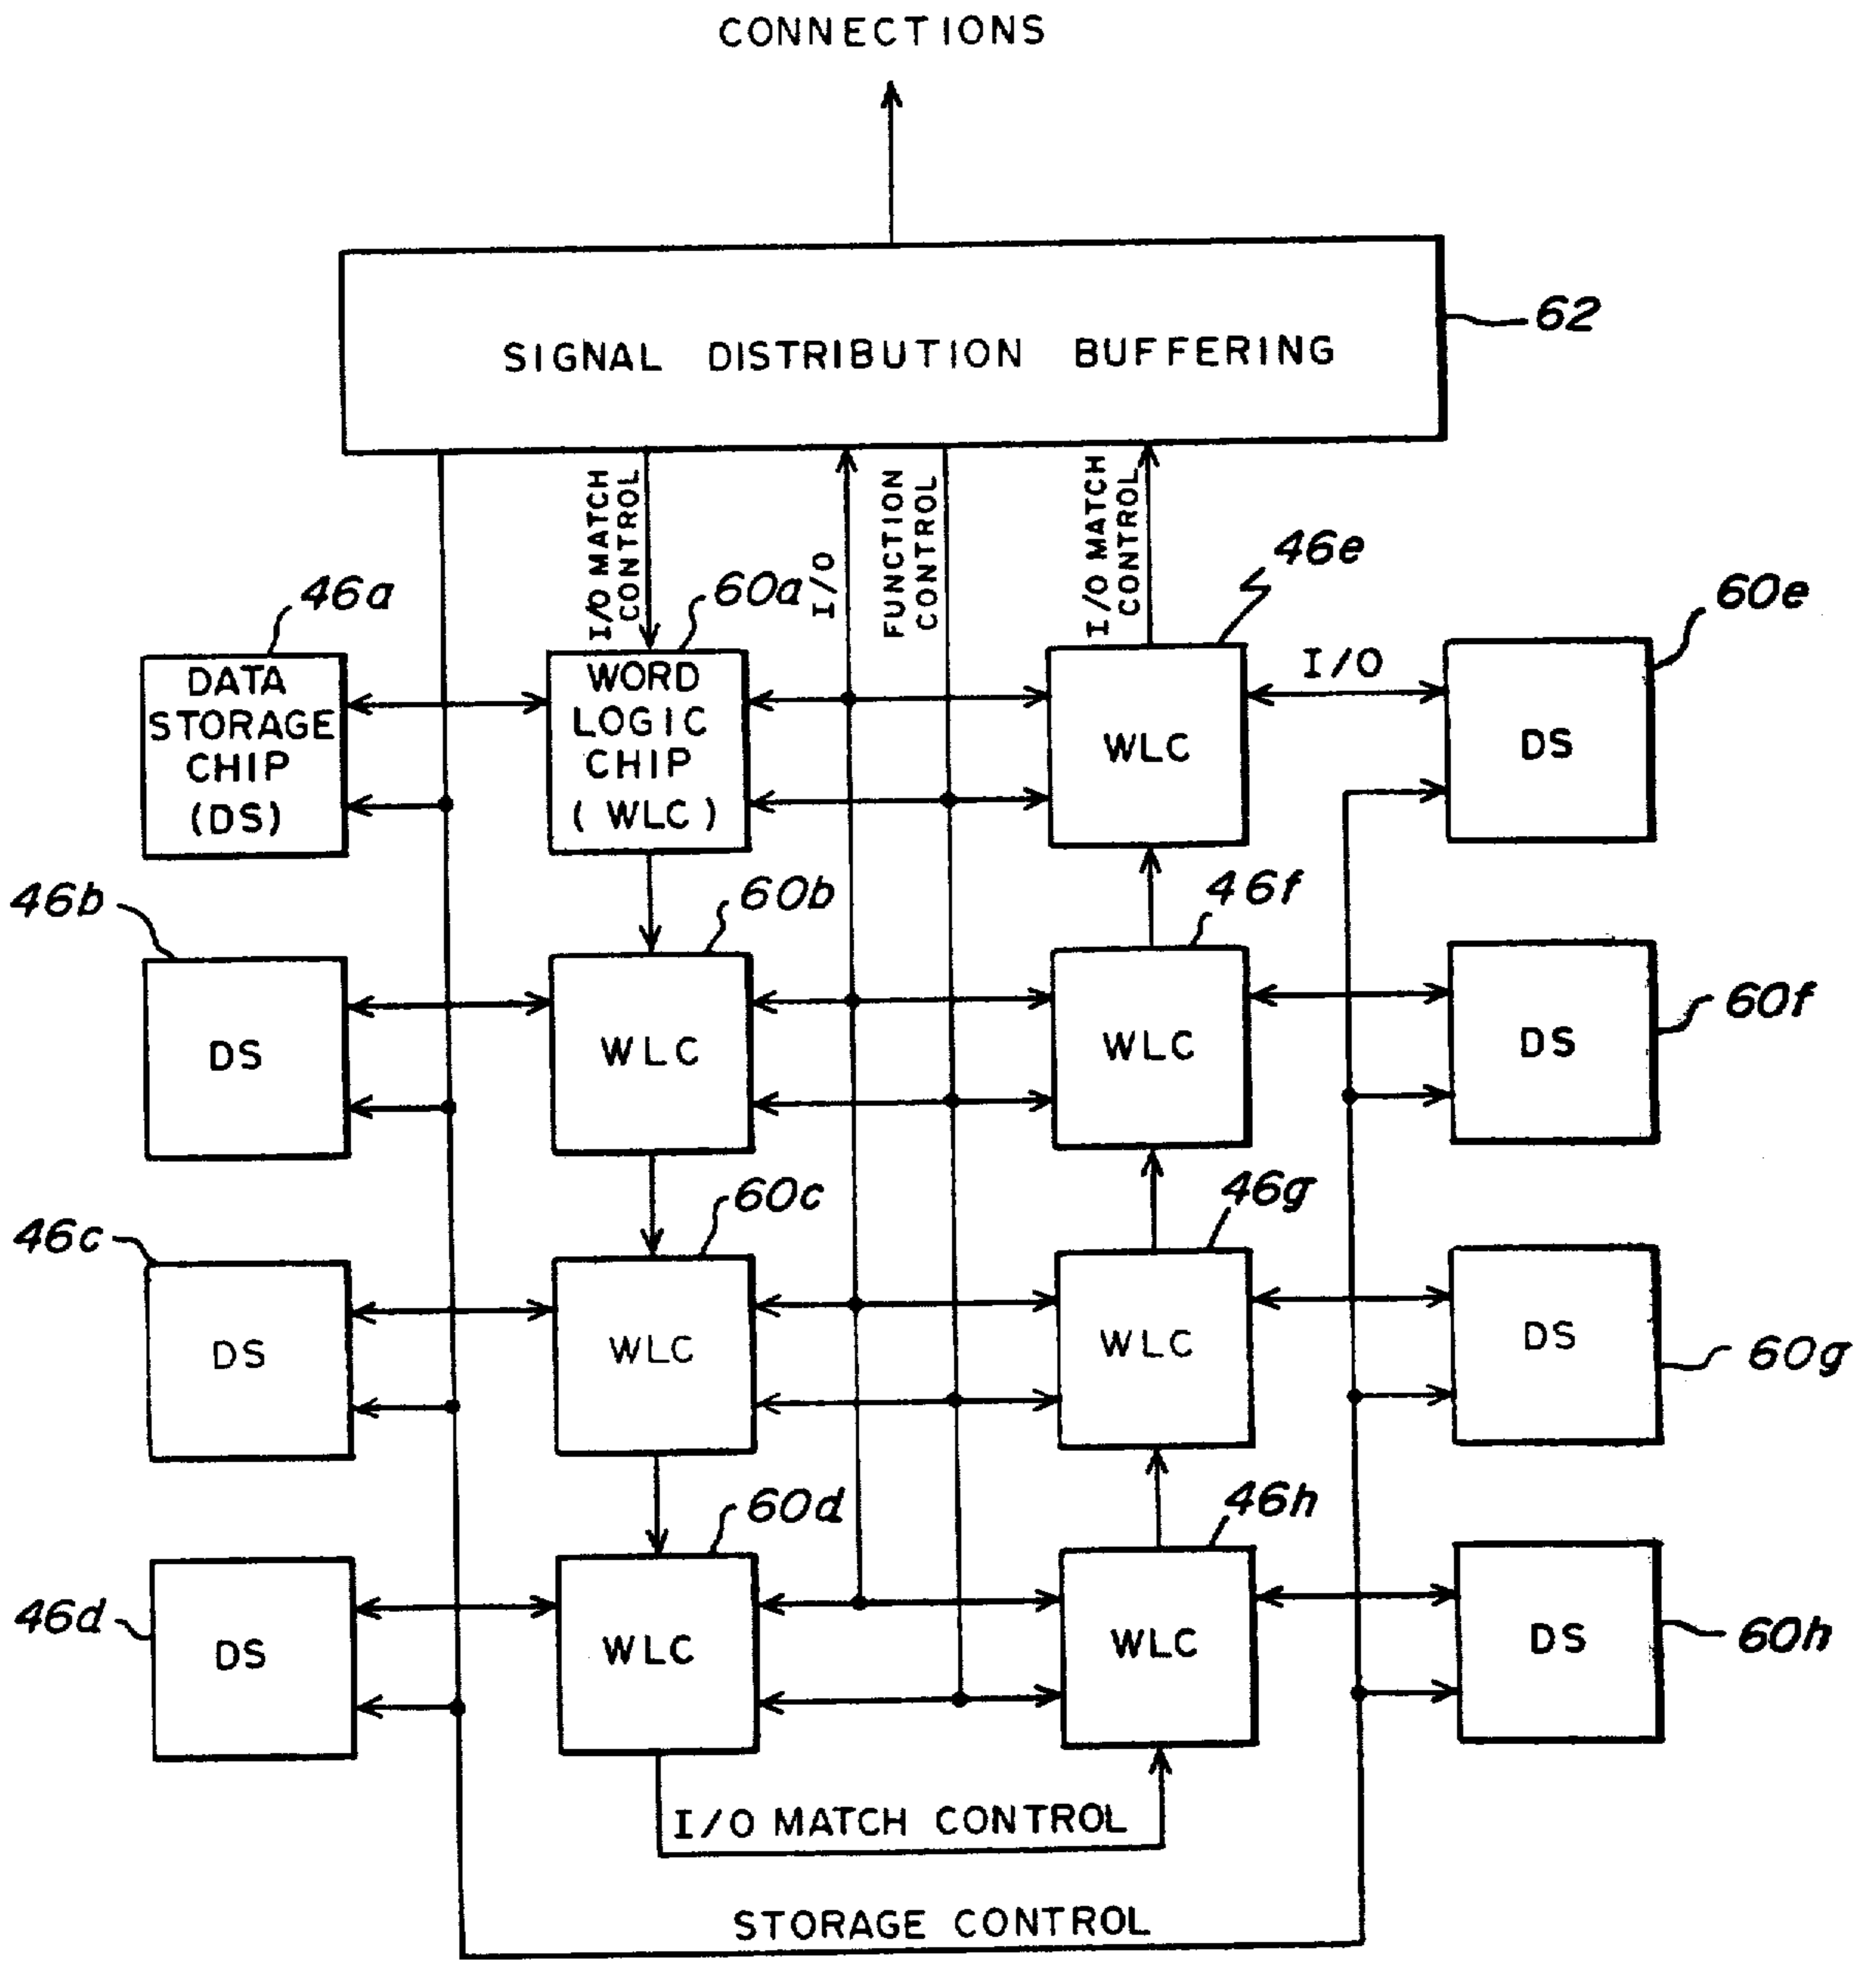 CONNECTIONS
SIGNAL DISTRIBUTION BUFFERING
62
I/O MATCH
CONTROL
I/O
FUNCTION
CONTROL
I/O MATCH
CONTROL
46a
60a
46e
60e
DATA
STORAGE
CHIP
(DS)
WORD
LOGIC
CHIP
(WLC)
WLC
I/O
DS
46b
60b
46f
60f
DS
WLC
WLC
DS
46c
60c
46g
60g
DS
WLC
WLC
DS
46d
60d
46h
60h
DS
WLC
WLC
DS
I/O MATCH CONTROL
STORAGE CONTROL